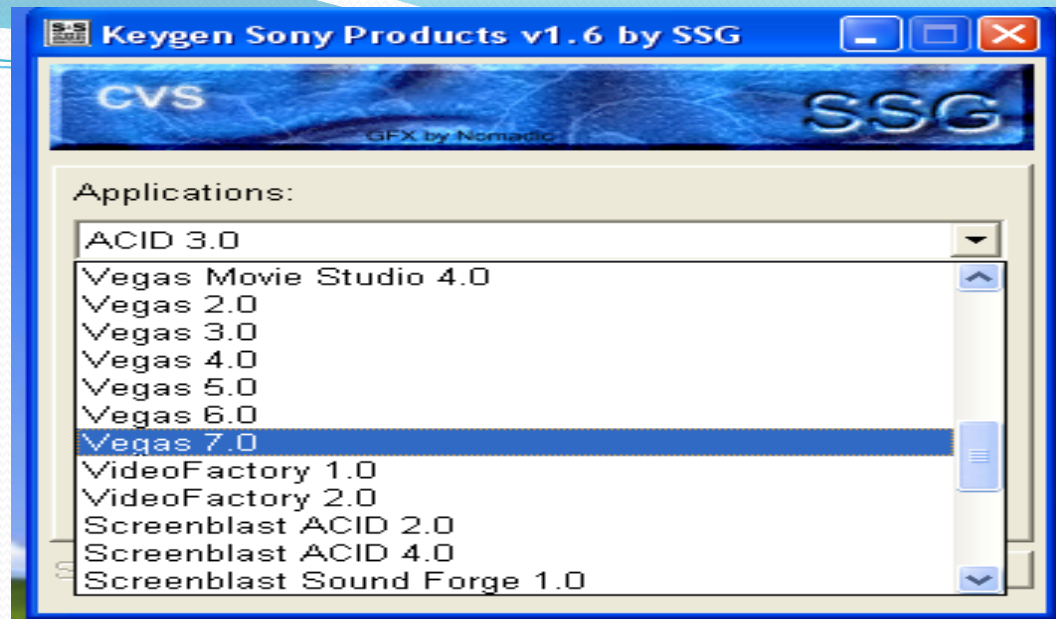 Keygen Sony Products v1.6 by SSG
CVS
SSG
GFX by Nomadic
Applications:
ACID 3.0
Vegas Movie Studio 4.0
Vegas 2.0
Vegas 3.0
Vegas 4.0
Vegas 5.0
Vegas 6.0
Vegas 7.0
VideoFactory 1.0
VideoFactory 2.0
Screenblast ACID 2.0
Screenblast ACID 4.0
Screenblast Sound Forge 1.0